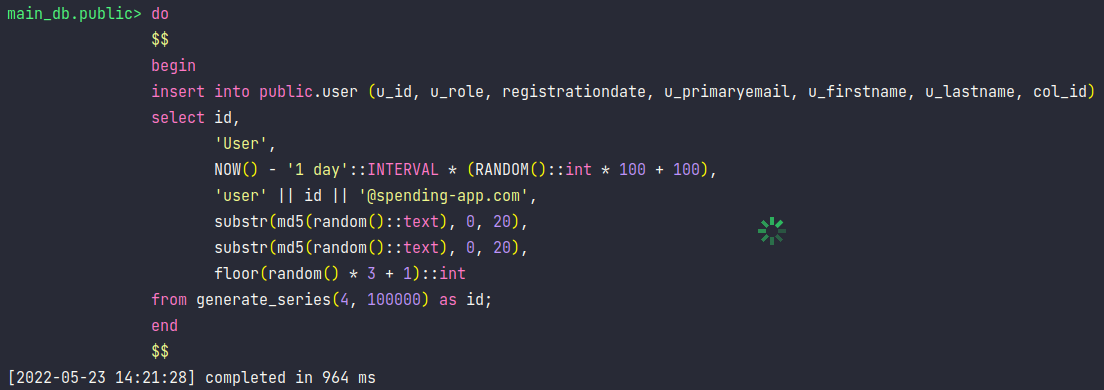 main_db.public> do
$$
begin
insert into public.user (u_id, u_role, registrationdate, u_primaryemail, u_firstname, u_lastname, col_id)
select id,
'User',
NOW() - '1 day'::INTERVAL * (RANDOM()::int * 100 + 100),
'user' || id || '@spending-app.com',
substr(md5(random()::text), 0, 20),
substr(md5(random()::text), 0, 20),
floor(random() * 3 + 1)::int
from generate_series(4, 100000) as id;
end
$$
[2022-05-23 14:21:28] completed in 964 ms